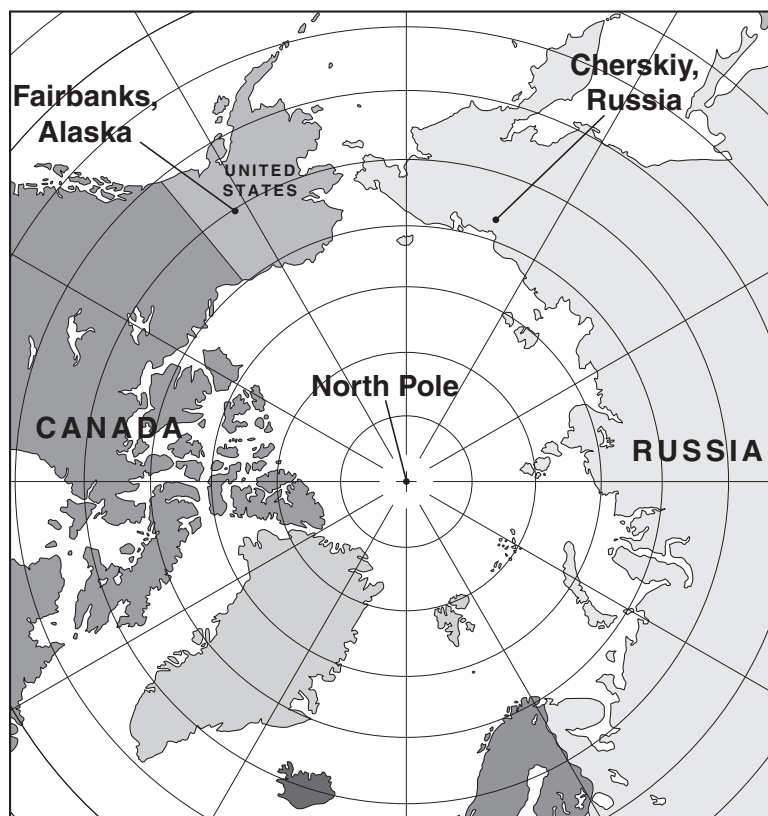 Fairbanks,
Alaska
Cherskiy,
Russia
UNITED
STATES
North Pole
CANADA
RUSSIA